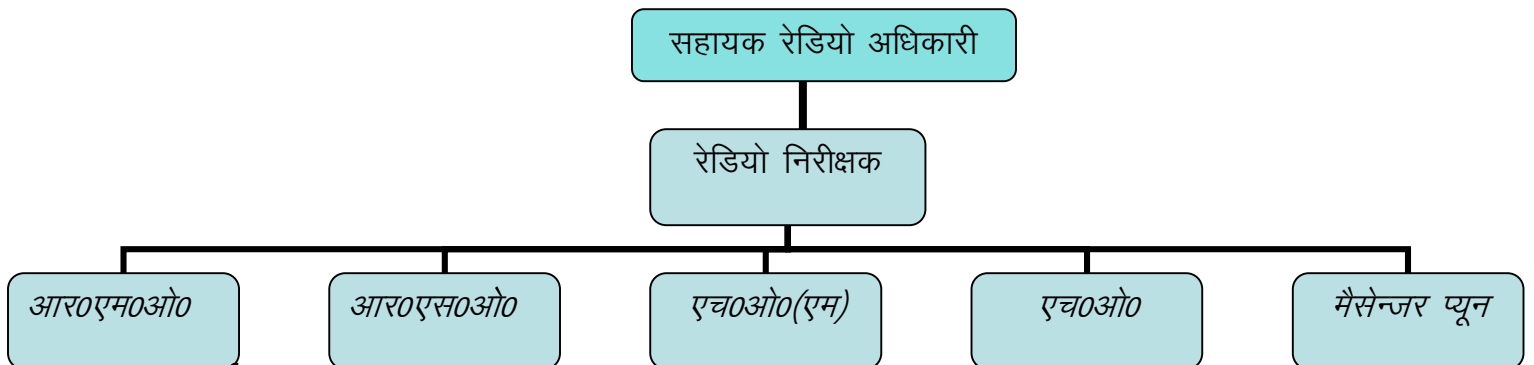 सहायक रेडियो अधिकारी
रेडियो निरीक्षक
आर0एम0ओ0
आर0एस0ओ0
एच0ओ0(एम)
एच0ओ0
मैसेन्जर प्यून